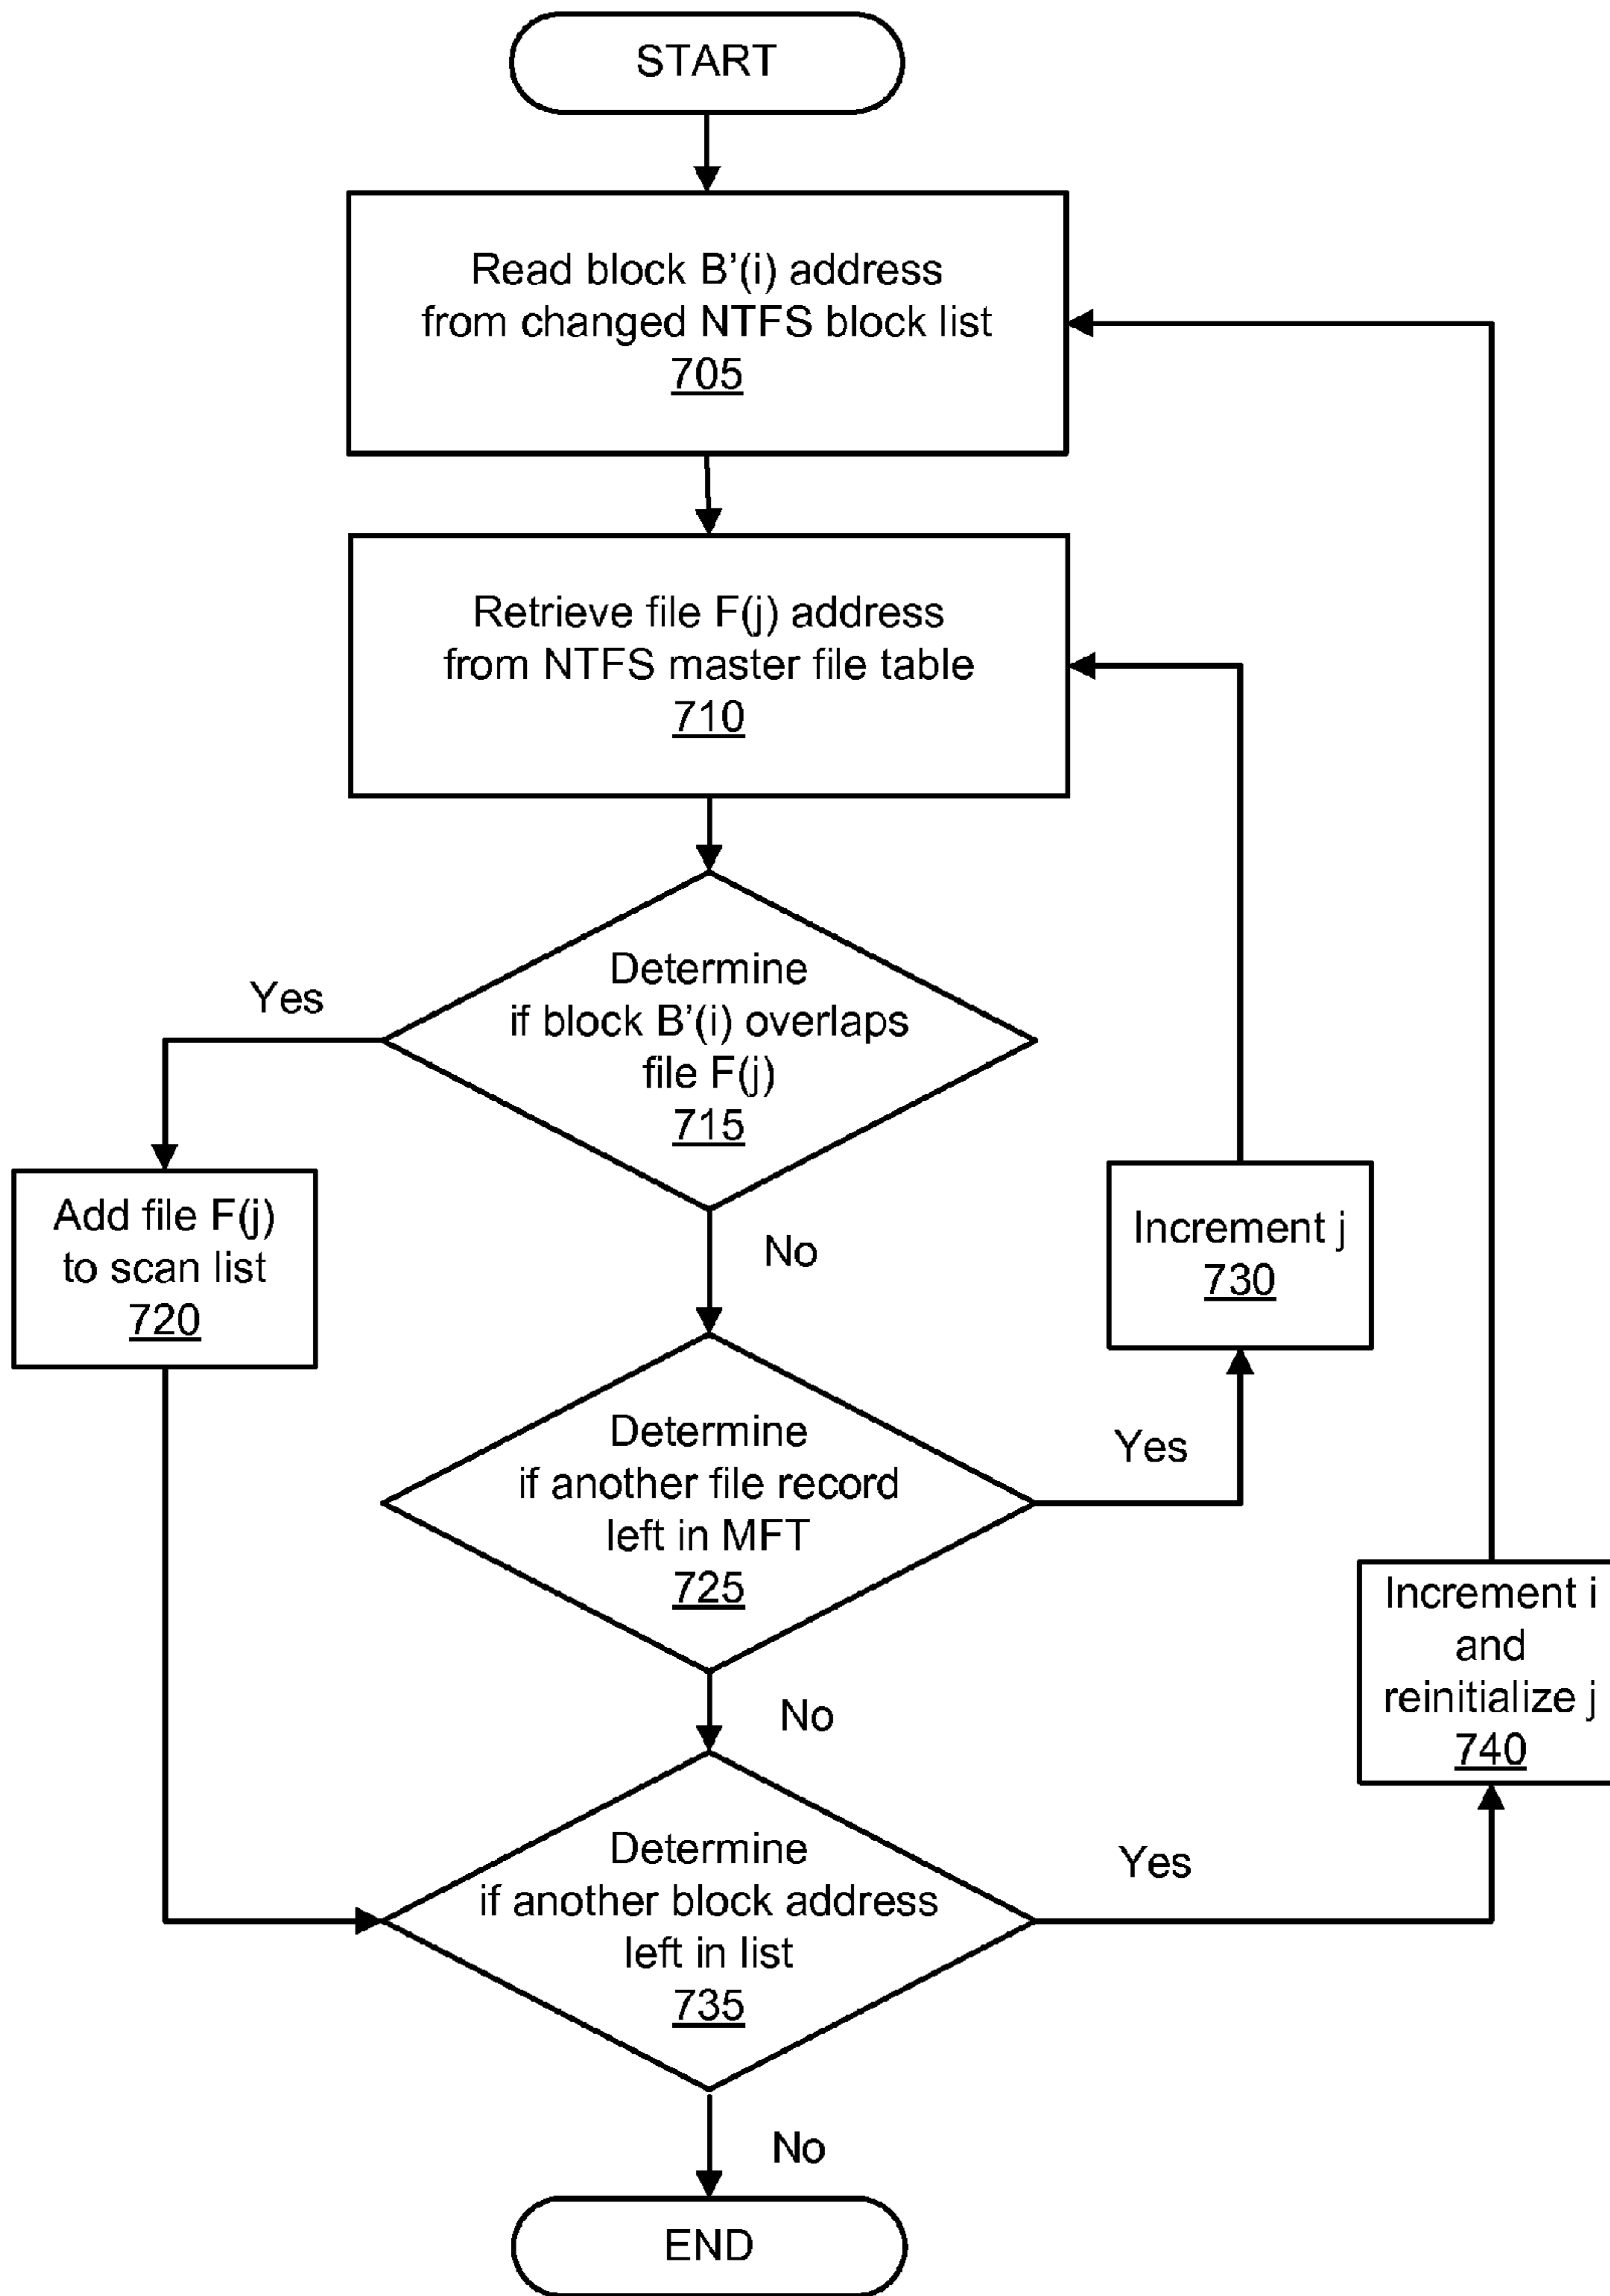 START
Read block B’(i) address
from changed NTFS block list
705
Retrieve file F(j) address
from NTFS master file table
710
Determine
if block B’(i) overlaps
file F(j)
715
Yes
No
Add file F(j)
to scan list
720
Increment j
730
Determine
if another file record
left in MFT
725
Yes
No
Increment i
and
reinitialize j
740
Determine
if another block address
left in list
735
Yes
No
END